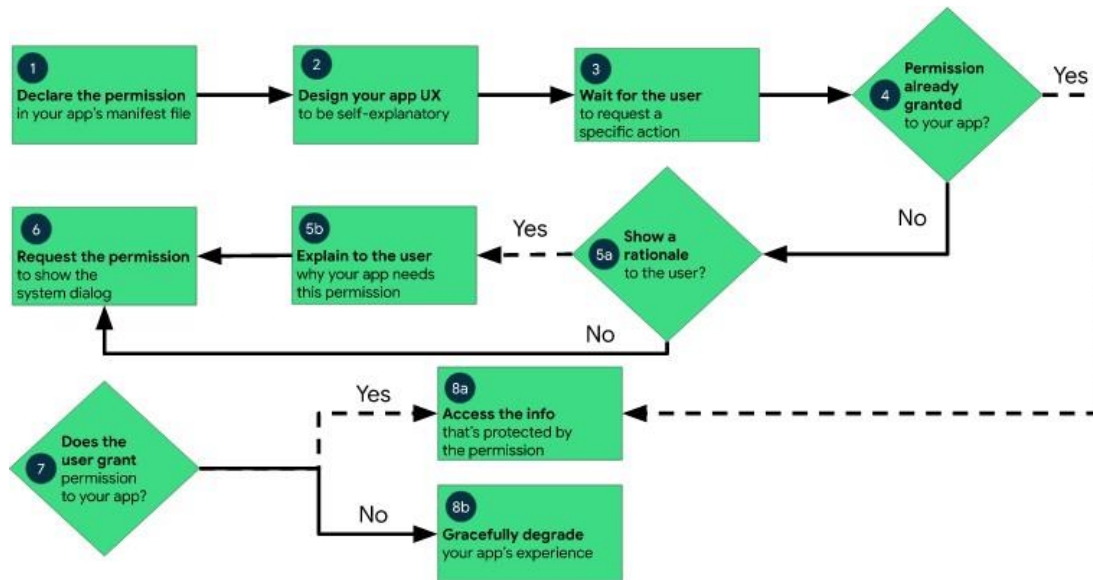 1
Declare the permission
in your app's manifest file
2
Design your app UX
to be self-explanatory
3
Wait for the user
to request a
specific action
4
Permission
already
granted
to your app?
Yes
No
6
Request the permission
to show the
system dialog
5b
Explain to the user
why your app needs
this permission
Yes
5a
Show a
rationale
to the user?
No
7
Does the
user grant
permission
to your app?
Yes
8a
Access the info
that's protected by
the permission
No
8b
Gracefully degrade
your app's experience